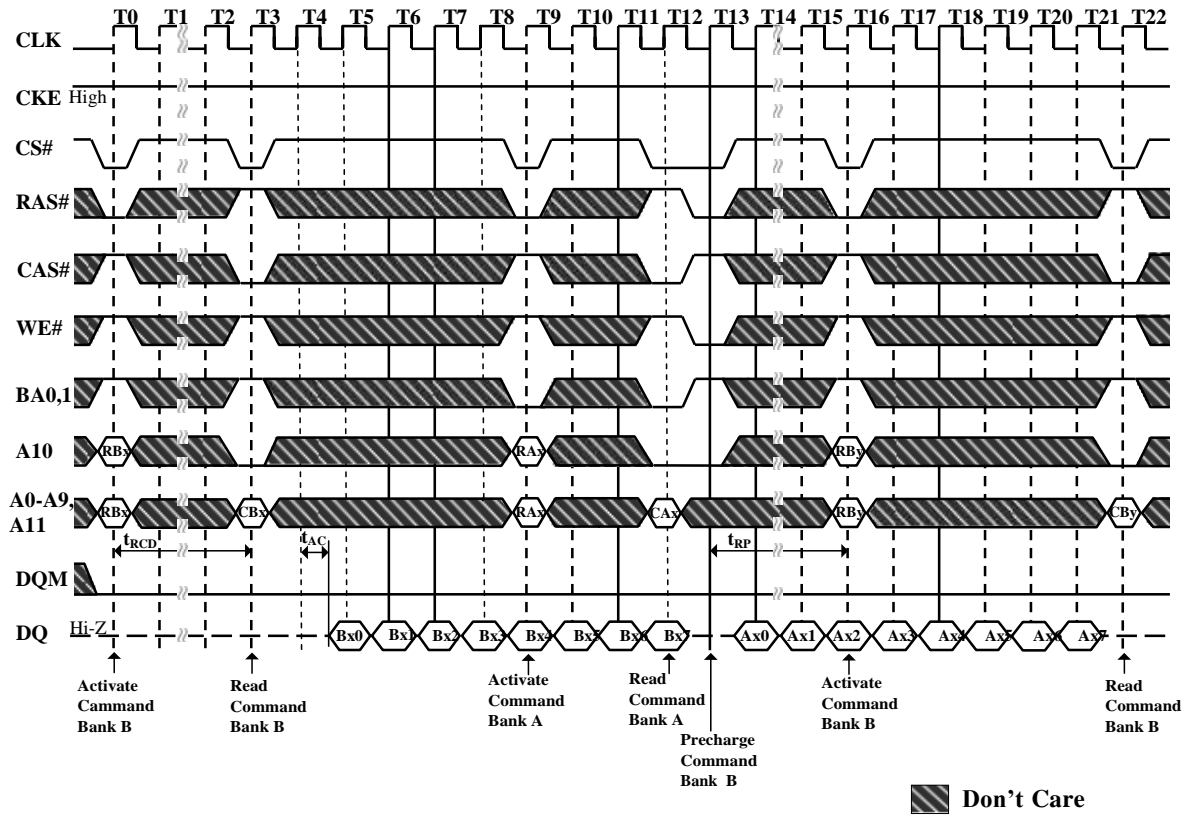 T0 T1 T2 T3 T4 T5 T6 T7 T8 T9 T10 T11 T12 T13 T14 T15 T16 T17 T18 T19 T20 T21 T22
CLK
CKE High
CS#
RAS#
CAS#
WE#
BA0,1
A10 RBx RAx RBy
A0-A9,
A11 RBx CBx RAx CAx RBy CBy
tRCD tAC tRP
DQM
DQ Hi-Z Bx0 Bx1 Bx2 Bx3 Bx4 Bx5 Bx6 Bx7 Ax0 Ax1 Ax2 Ax3 Ax4 Ax5 Ax6 Ax7
Activate
Cammand
Bank B
Read
Command
Bank B
Activate
Command
Bank A
Read
Command
Bank A
Precharge
Command
Bank B
Activate
Command
Bank B
Read
Command
Bank B
Don't Care